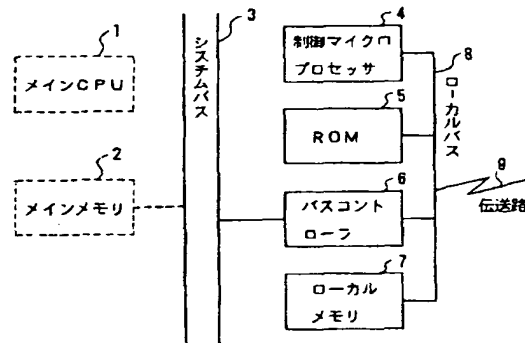 1
メインCPU
2
メインメモリ
3
システムバス
4
制御マイクロ
プロセッサ
5
ROM
6
バスコント
ローラ
7
ローカル
メモリ
8
ローカルバス
9
伝送路